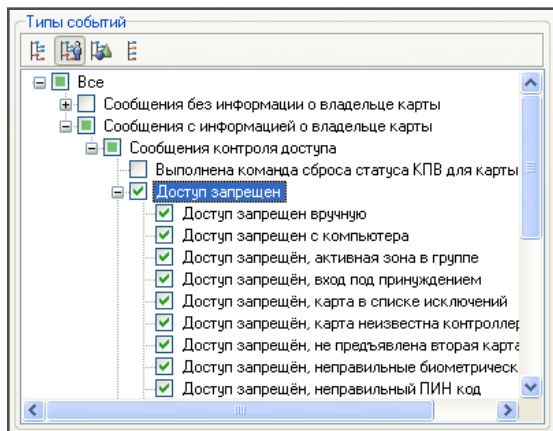 Типы событий
Все
Сообщения без информации о владельце карты
Сообщения с информацией о владельце карты
Сообщения контроля доступа
Выполнена команда сброса статуса КПВ для карты
Доступ запрещен
Доступ запрещен вручную
Доступ запрещен с компьютера
Доступ запрещён, активная зона в группе
Доступ запрещён, вход под принуждением
Доступ запрещён, карта в списке исключений
Доступ запрещён, карта неизвестна контроллер
Доступ запрещён, не предъявлена вторая карта
Доступ запрещён, неправильные биометрическ
Доступ запрещён, неправильный ПИН код